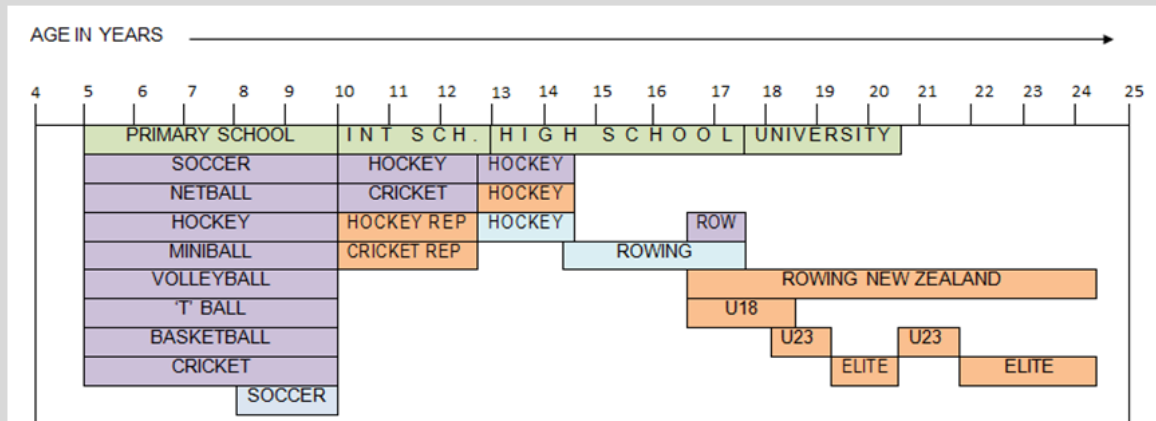 AGE IN YEARS
4 5 6 7 8 9 10 11 12 13 14 15 16 17 18 19 20 21 22 23 24 25
PRIMARY SCHOOL INT SCH. HIGH SCHOOL UNIVERSITY
SOCCER HOCKEY HOCKEY
NETBALL CRICKET HOCKEY
HOCKEY HOCKEY REP HOCKEY ROW
MINIBALL CRICKET REP ROWING
VOLLEYBALL ROWING NEW ZEALAND
'T' BALL U18
BASKETBALL U23 U23
CRICKET ELITE ELITE
SOCCER